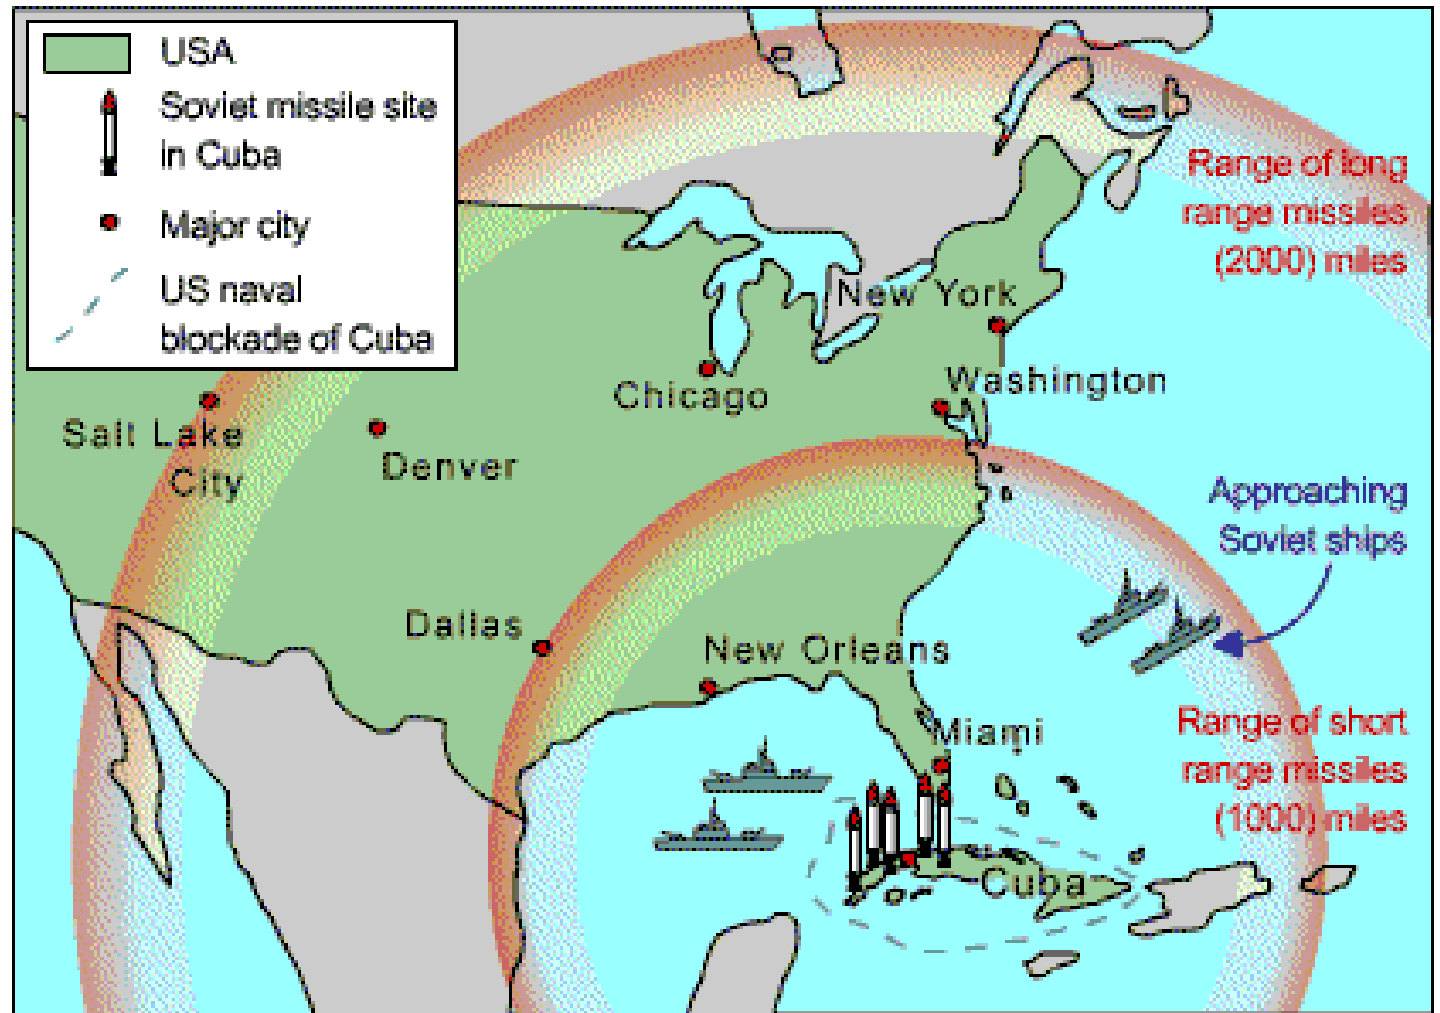 USA
Soviet missile site
in Cuba
Major city
US naval
blockade of Cuba
Range of long
range missiles
(2000) miles
New York
Washington
Chicago
Salt Lake
City
Denver
Approaching
Soviet ships
Dallas
New Orleans
Miami
Range of short
range missiles
(1000) miles
Cuba